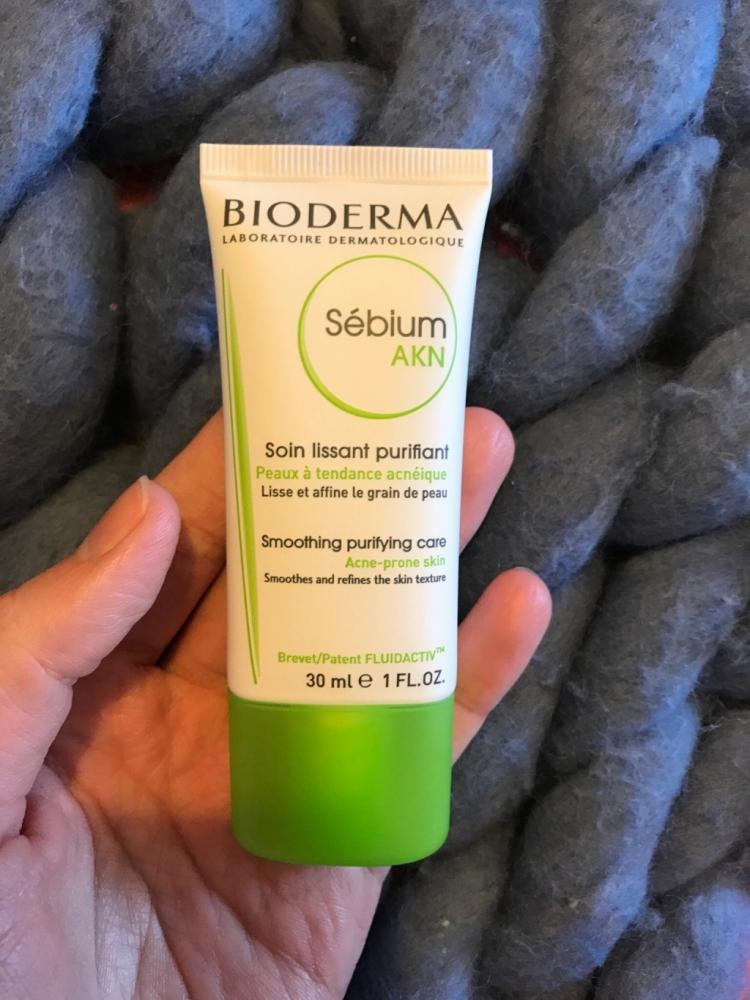 BIODERMA
LABORATOIRE DERMATOLOGIQUE
Sébium
AKN
Soin lissant purifiant
Peaux à tendance acnéique
Lisse et affine le grain de peau
Smoothing purifying care
Acne-prone skin
Smoothes and refines the skin texture
Brevet/Patent FLUIDACTIV™
30 ml ℮ 1 FL.OZ.